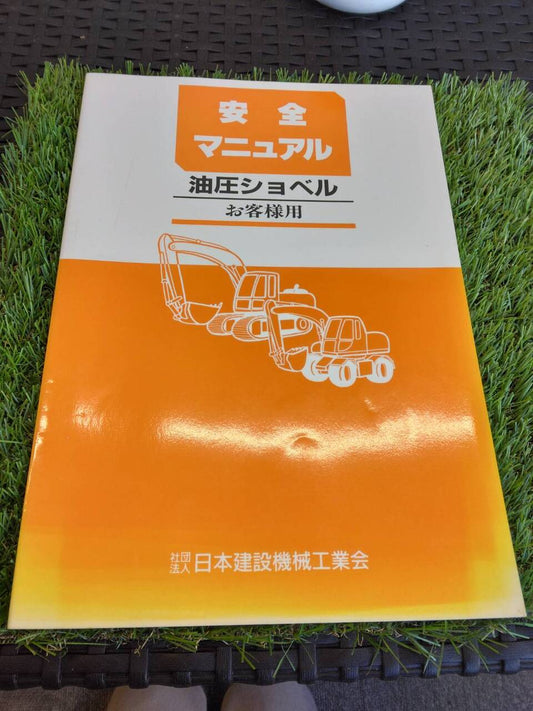 安全
マニュアル
油圧ショベル
お客様用
社団法人 日本建設機械工業会